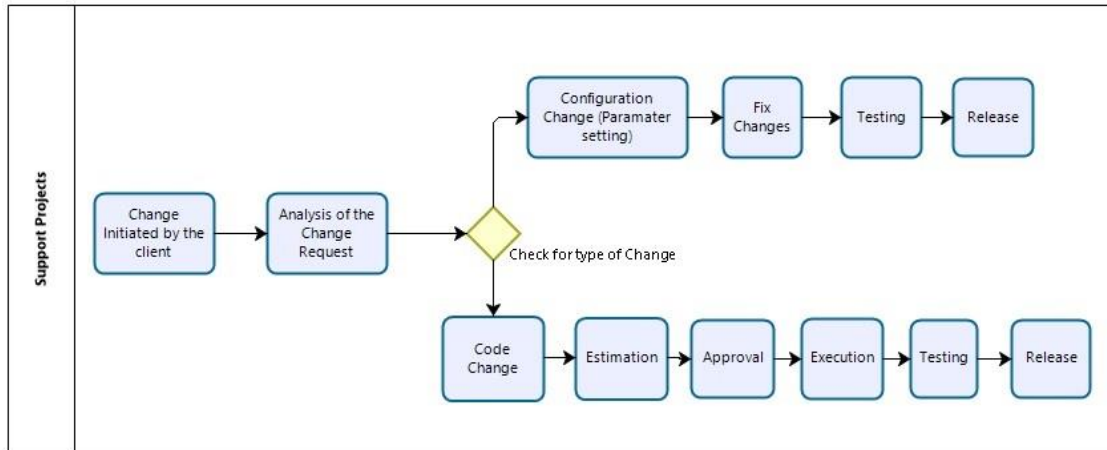 Support Projects
Change
Initiated by the
client
Analysis of the
Change
Request
Check for type of Change
Configuration
Change (Paramater
setting)
Fix
Changes
Testing
Release
Code
Change
Estimation
Approval
Execution
Testing
Release